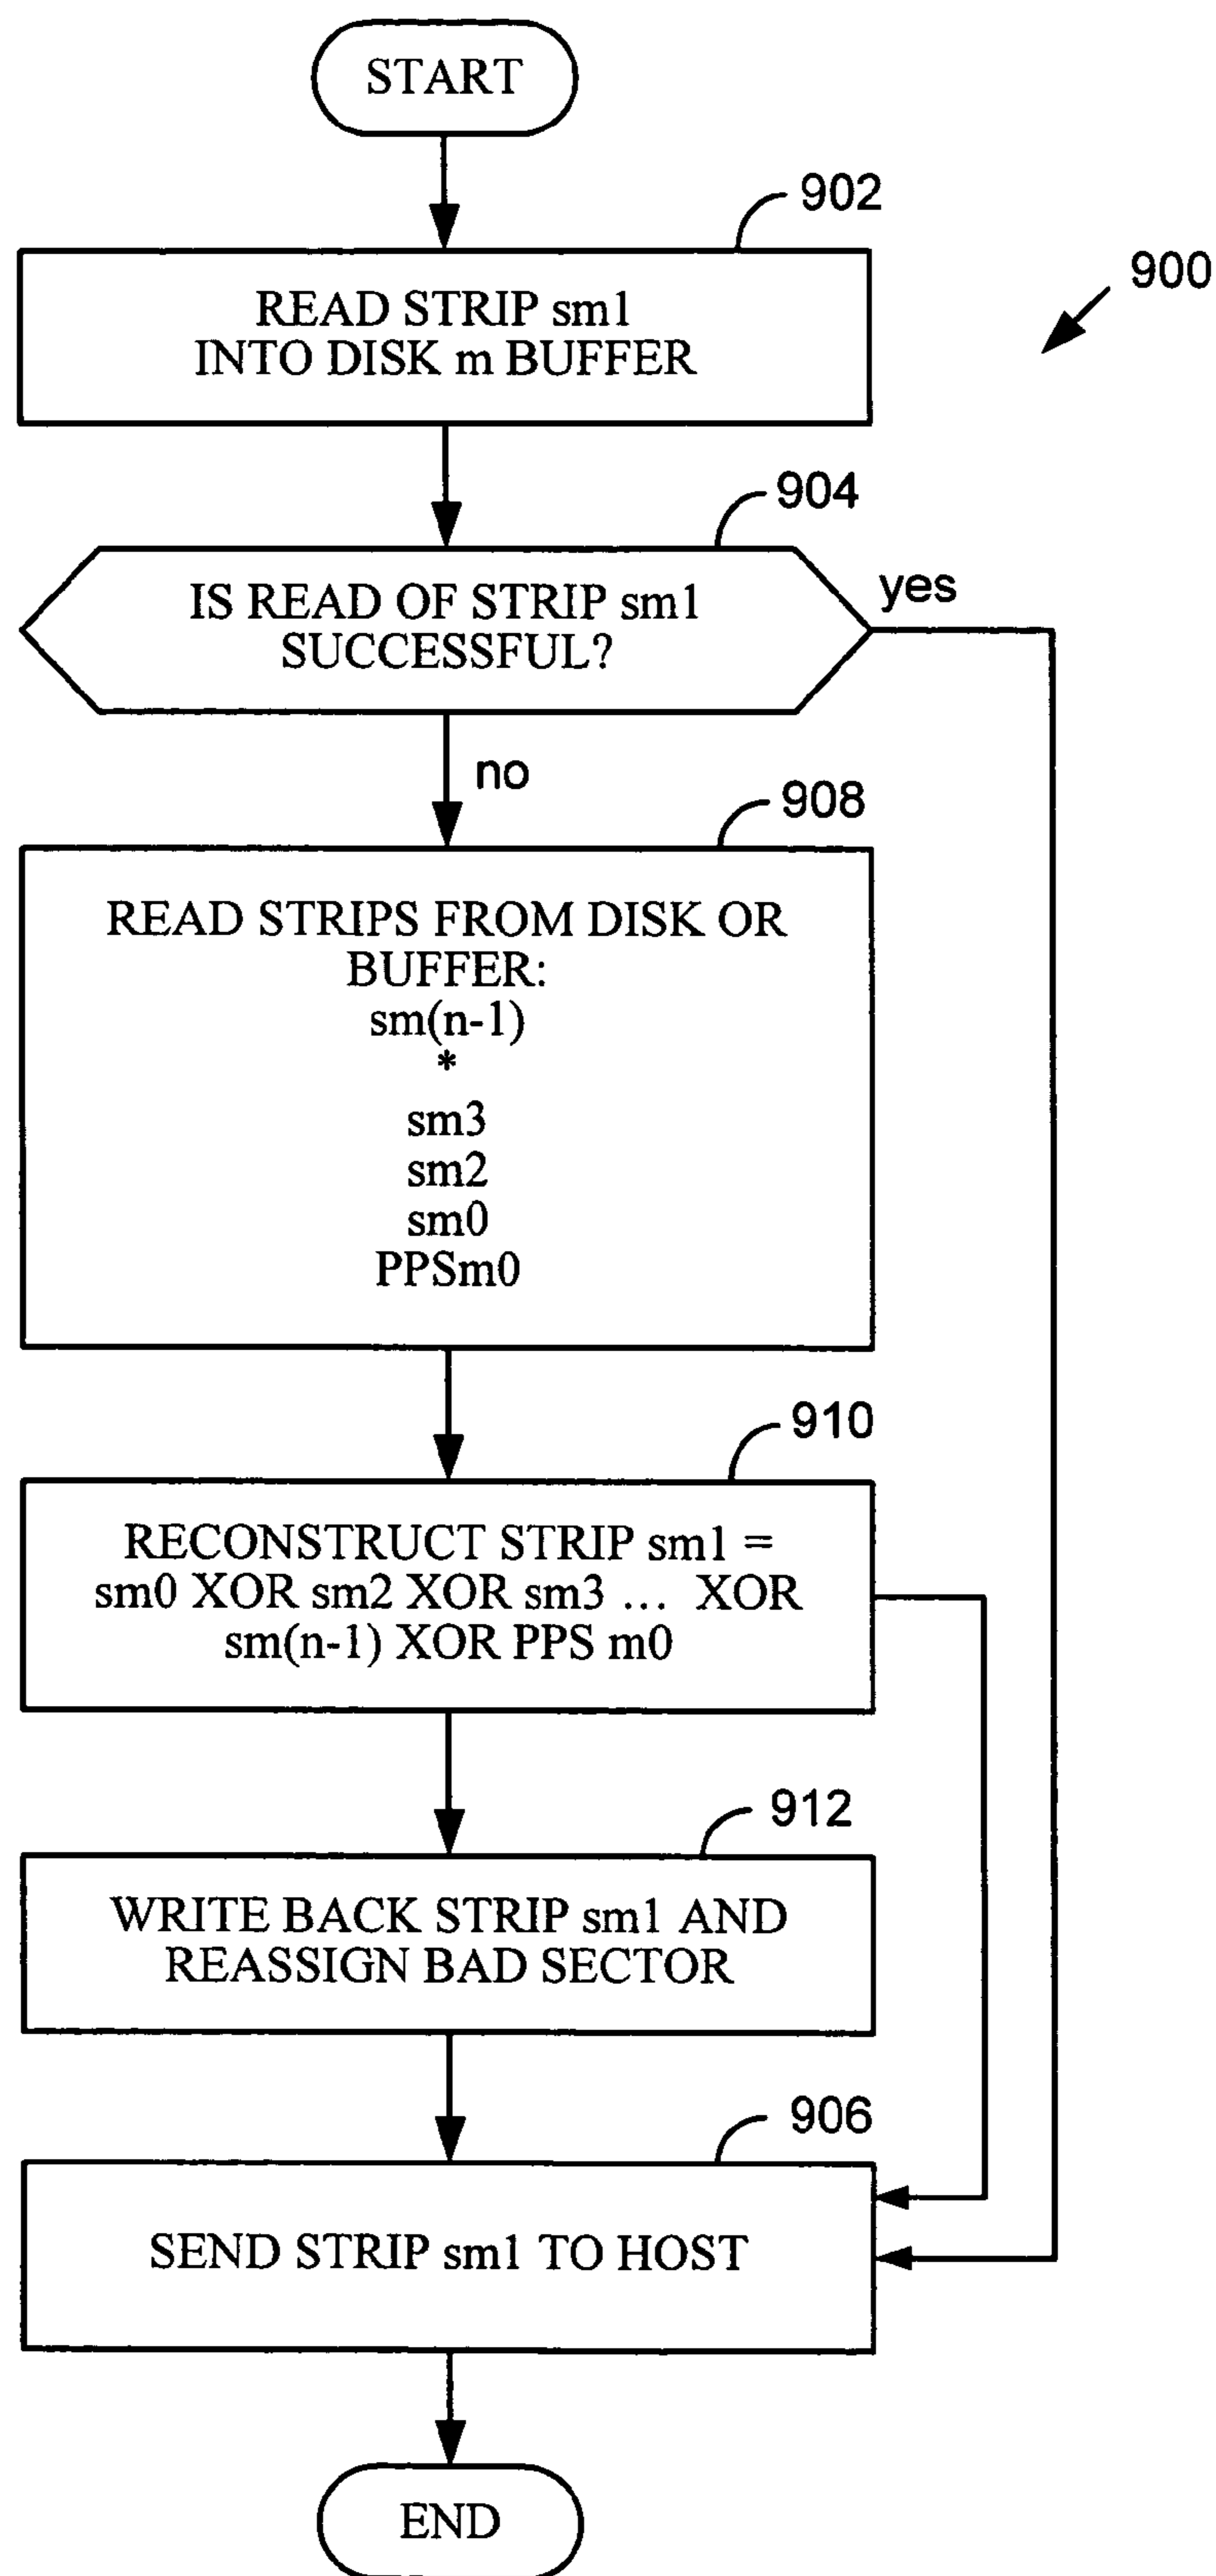 START
902
900
READ STRIP sm1
INTO DISK m BUFFER
904
IS READ OF STRIP sm1
SUCCESSFUL?
yes
no
908
READ STRIPS FROM DISK OR
BUFFER:
sm(n-1)
*
sm3
sm2
sm0
PPSm0
910
RECONSTRUCT STRIP sm1 =
sm0 XOR sm2 XOR sm3 ... XOR
sm(n-1) XOR PPS m0
912
WRITE BACK STRIP sm1 AND
REASSIGN BAD SECTOR
906
SEND STRIP sm1 TO HOST
END